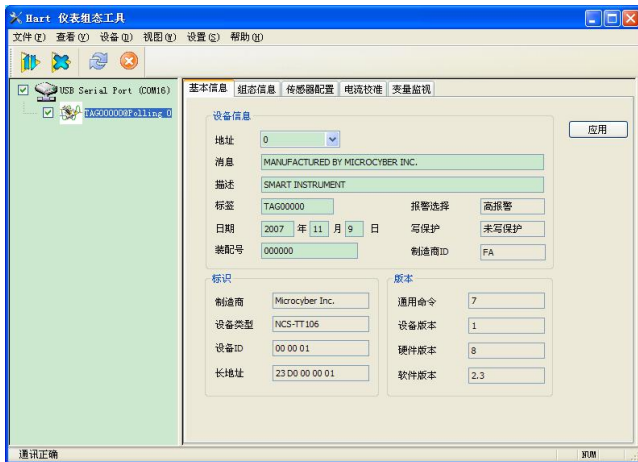 Hart 仪表组态工具
文件(F) 查看(V) 设备(D) 视图(Y) 设置(S) 帮助(H)
USB Serial Port (COM16)
TAG00000@Polling 0
基本信息 组态信息 传感器配置 电流校准 变量监视
设备信息
应用
地址 0
消息 MANUFACTURED BY MICROCYBER INC.
描述 SMART INSTRUMENT
标签 TAG00000 报警选择 高报警
日期 2007 年 11 月 9 日 写保护 未写保护
装配号 000000 制造商ID FA
标识 版本
制造商 Microcyber Inc. 通用命令 7
设备类型 NCS-TT106 设备版本 1
设备ID 00 00 01 硬件版本 8
长地址 23 D0 00 00 01 软件版本 2.3
通讯正确 NUM